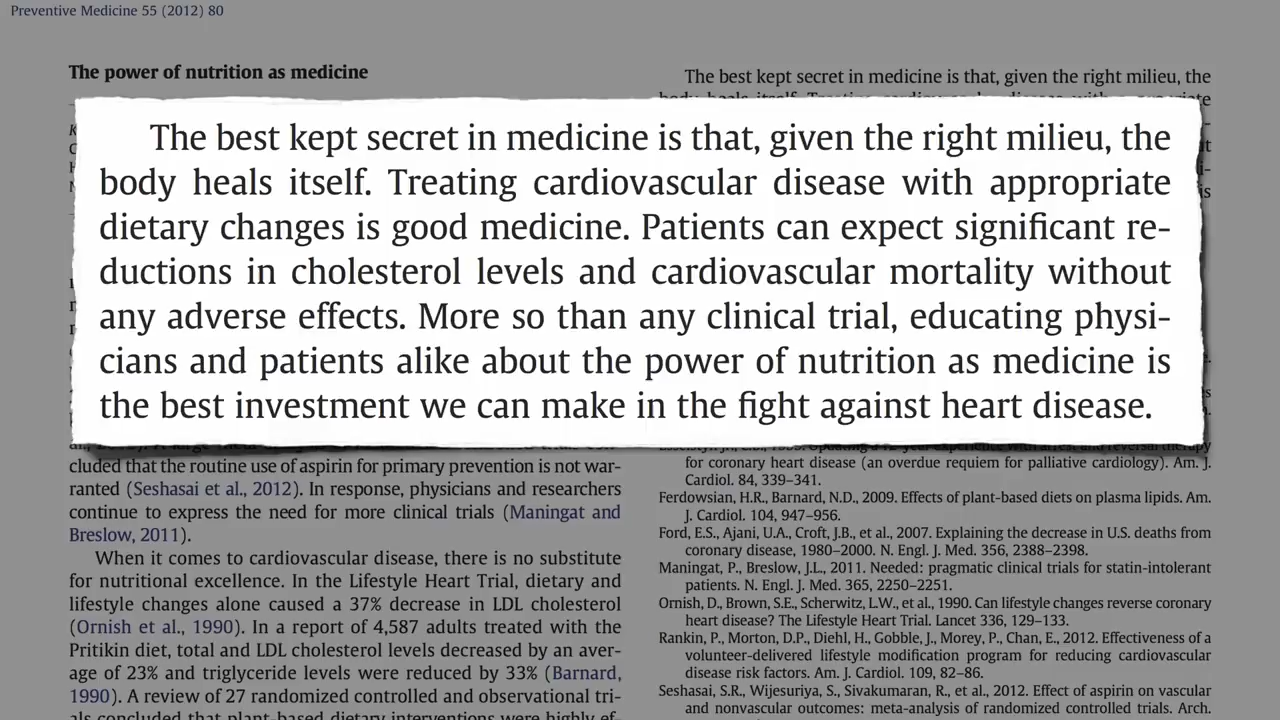 Preventive Medicine 55 (2012) 80
The power of nutrition as medicine
The best kept secret in medicine is that, given the right milieu, the
The best kept secret in medicine is that, given the right milieu, the
body heals itself. Treating cardiovascular disease with appropriate
dietary changes is good medicine. Patients can expect significant re-
ductions in cholesterol levels and cardiovascular mortality without
any adverse effects. More so than any clinical trial, educating physi-
cians and patients alike about the power of nutrition as medicine is
the best investment we can make in the fight against heart disease.
cluded that the routine use of aspirin for primary prevention is not war-
ranted (Seshasai et al., 2012). In response, physicians and researchers
continue to express the need for more clinical trials (Maningat and
Breslow, 2011).
When it comes to cardiovascular disease, there is no substitute
for nutritional excellence. In the Lifestyle Heart Trial, dietary and
lifestyle changes alone caused a 37% decrease in LDL cholesterol
(Ornish et al., 1990). In a report of 4,587 adults treated with the
Pritikin diet, total and LDL cholesterol levels decreased by an aver-
age of 23% and triglyceride levels were reduced by 33% (Barnard,
1990). A review of 27 randomized controlled and observational tri-
als concluded that plant-based dietary interventions were highly ef-
for coronary heart disease (an overdue requiem for palliative cardiology). Am. J.
Cardiol. 84, 339–341.
Ferdowsian, H.R., Barnard, N.D., 2009. Effects of plant-based diets on plasma lipids. Am.
J. Cardiol. 104, 947–956.
Ford, E.S., Ajani, U.A., Croft, J.B., et al., 2007. Explaining the decrease in U.S. deaths from
coronary disease, 1980–2000. N. Engl. J. Med. 356, 2388–2398.
Maningat, P., Breslow, J.L., 2011. Needed: pragmatic clinical trials for statin-intolerant
patients. N. Engl. J. Med. 365, 2250–2251.
Ornish, D., Brown, S.E., Scherwitz, L.W., et al., 1990. Can lifestyle changes reverse coronary
heart disease? The Lifestyle Heart Trial. Lancet 336, 129–133.
Rankin, P., Morton, D.P., Diehl, H., Gobble, J., Morey, P., Chan, E., 2012. Effectiveness of a
volunteer-delivered lifestyle modification program for reducing cardiovascular
disease risk factors. Am. J. Cardiol. 109, 82–86.
Seshasai, S.R., Wijesuriya, S., Sivakumaran, R., et al., 2012. Effect of aspirin on vascular
and nonvascular outcomes: meta-analysis of randomized controlled trials. Arch.